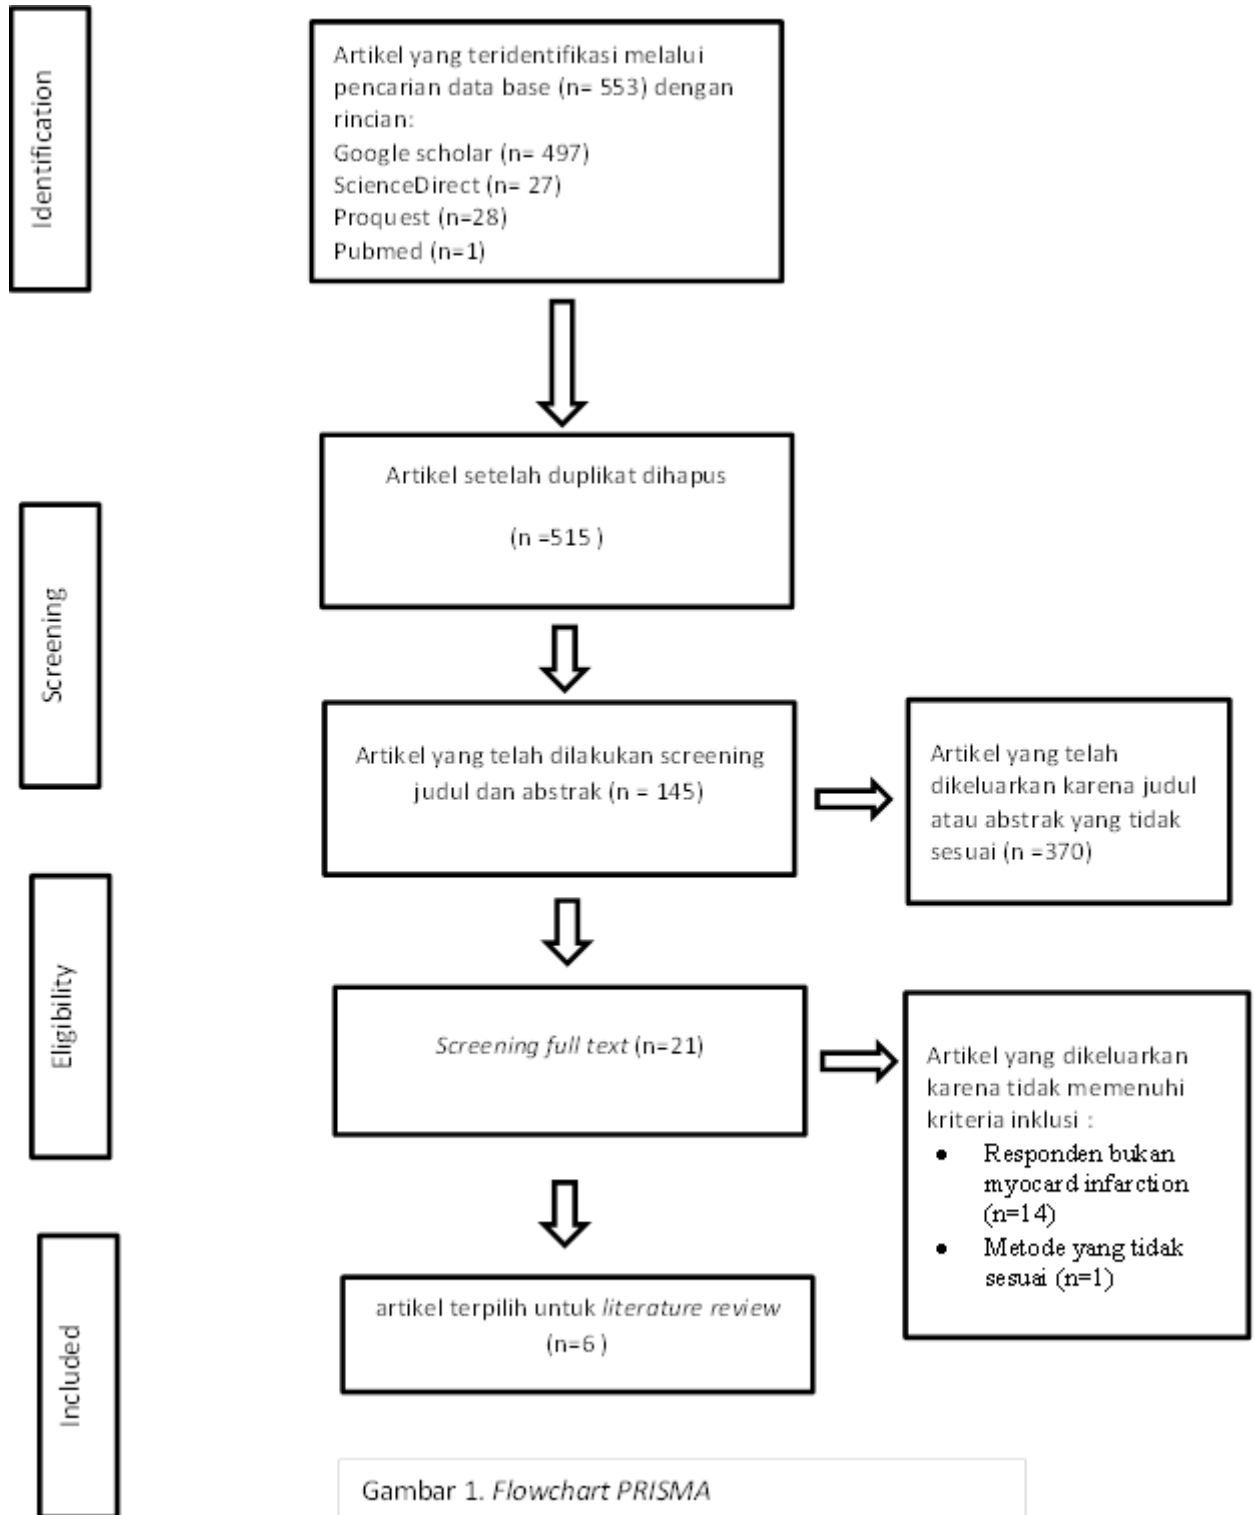 Identification
Artikel yang teridentifikasi melalui
pencarian data base (n= 553) dengan
rincian:
Google scholar (n= 497)
ScienceDirect (n= 27)
Proquest (n=28)
Pubmed (n=1)
Screening
Artikel setelah duplikat dihapus
(n =515 )
Artikel yang telah dilakukan screening
judul dan abstrak (n = 145)
Artikel yang telah
dikeluarkan karena judul
atau abstrak yang tidak
sesuai (n =370)
Eligibility
Screening full text (n=21)
Artikel yang dikeluarkan
karena tidak memenuhi
kriteria inklusi :
● Responden bukan
myocard infarction
(n=14)
● Metode yang tidak
sesuai (n=1)
Included
artikel terpilih untuk literature review
(n=6 )
Gambar 1. Flowchart PRISMA